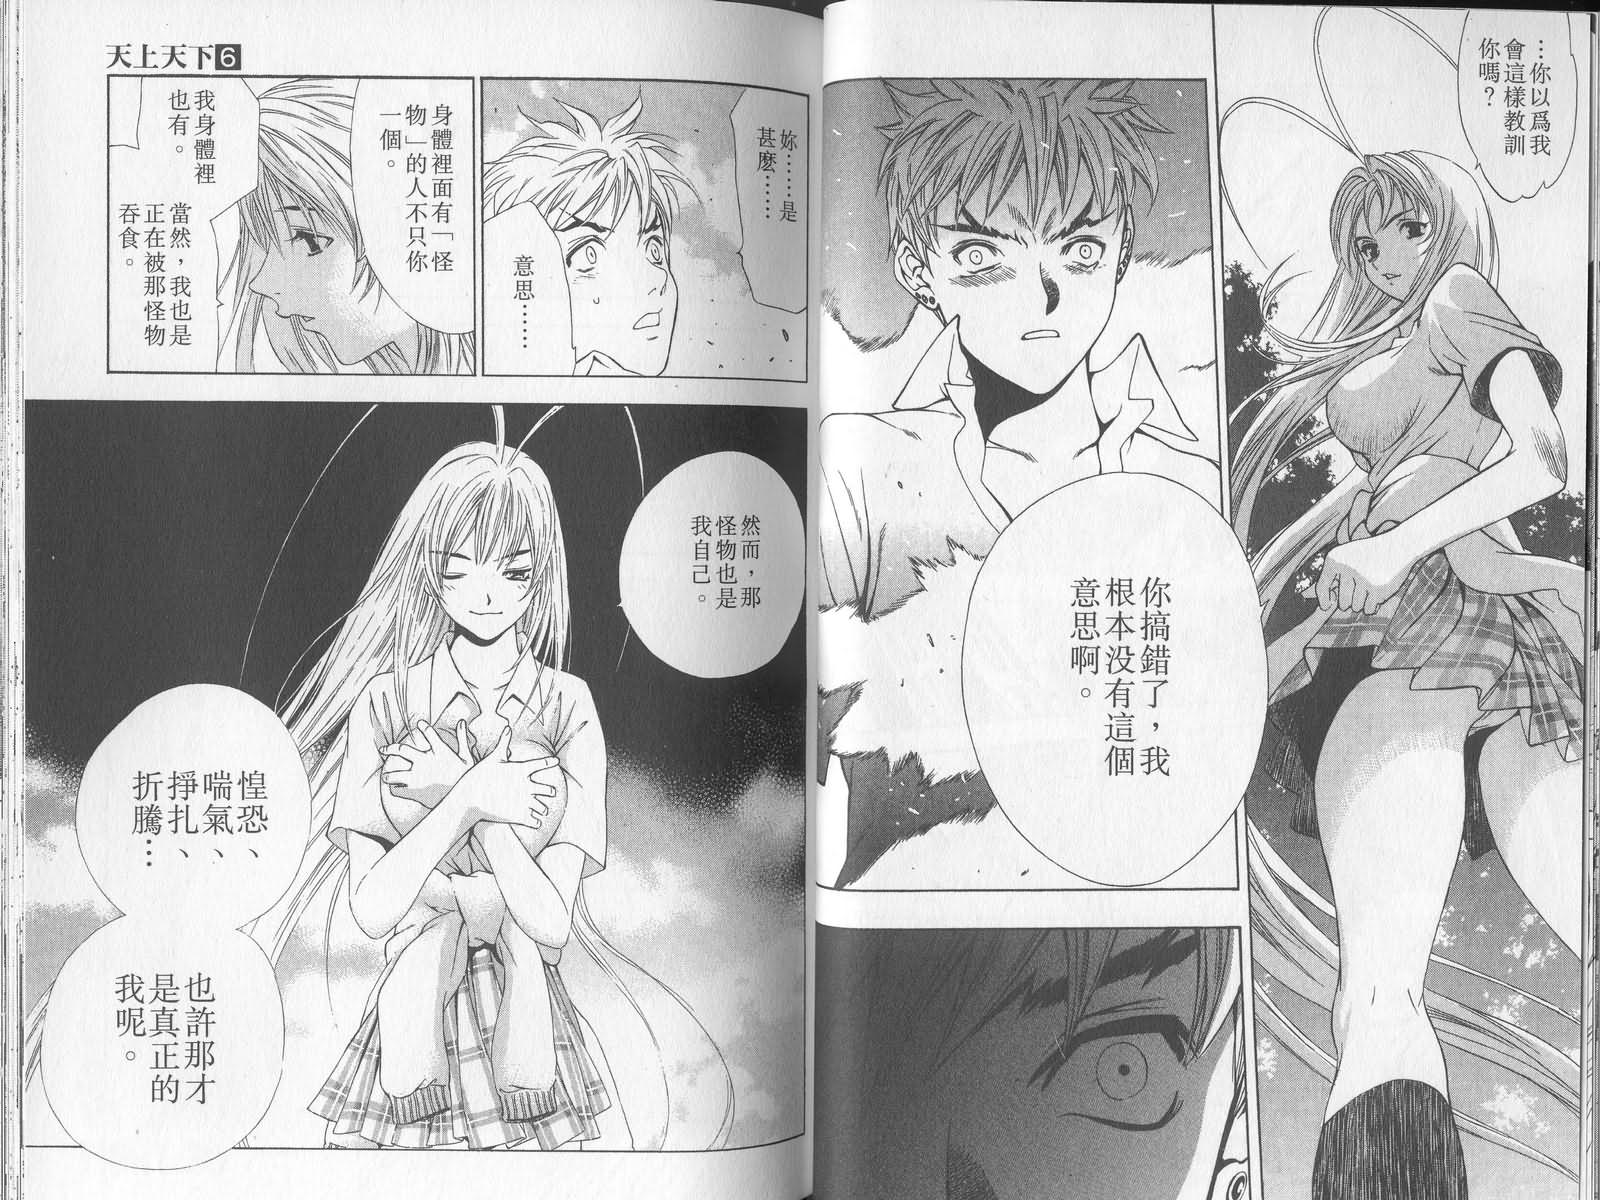 …你以爲我
會這樣教訓
你嗎？
你搞錯了，我
根本没有這個
意思啊。
天上天下6
妳……是
甚麽……
意思……
身體裡面有「怪
物」的人不只你
一個。
我身體裡
也有。
當然，我也是
正在被那怪物
吞食。
然而，那
怪物也是
我自己。
惶恐、
喘氣、
掙扎、
折騰…
也許那才
是真正的
我呢。